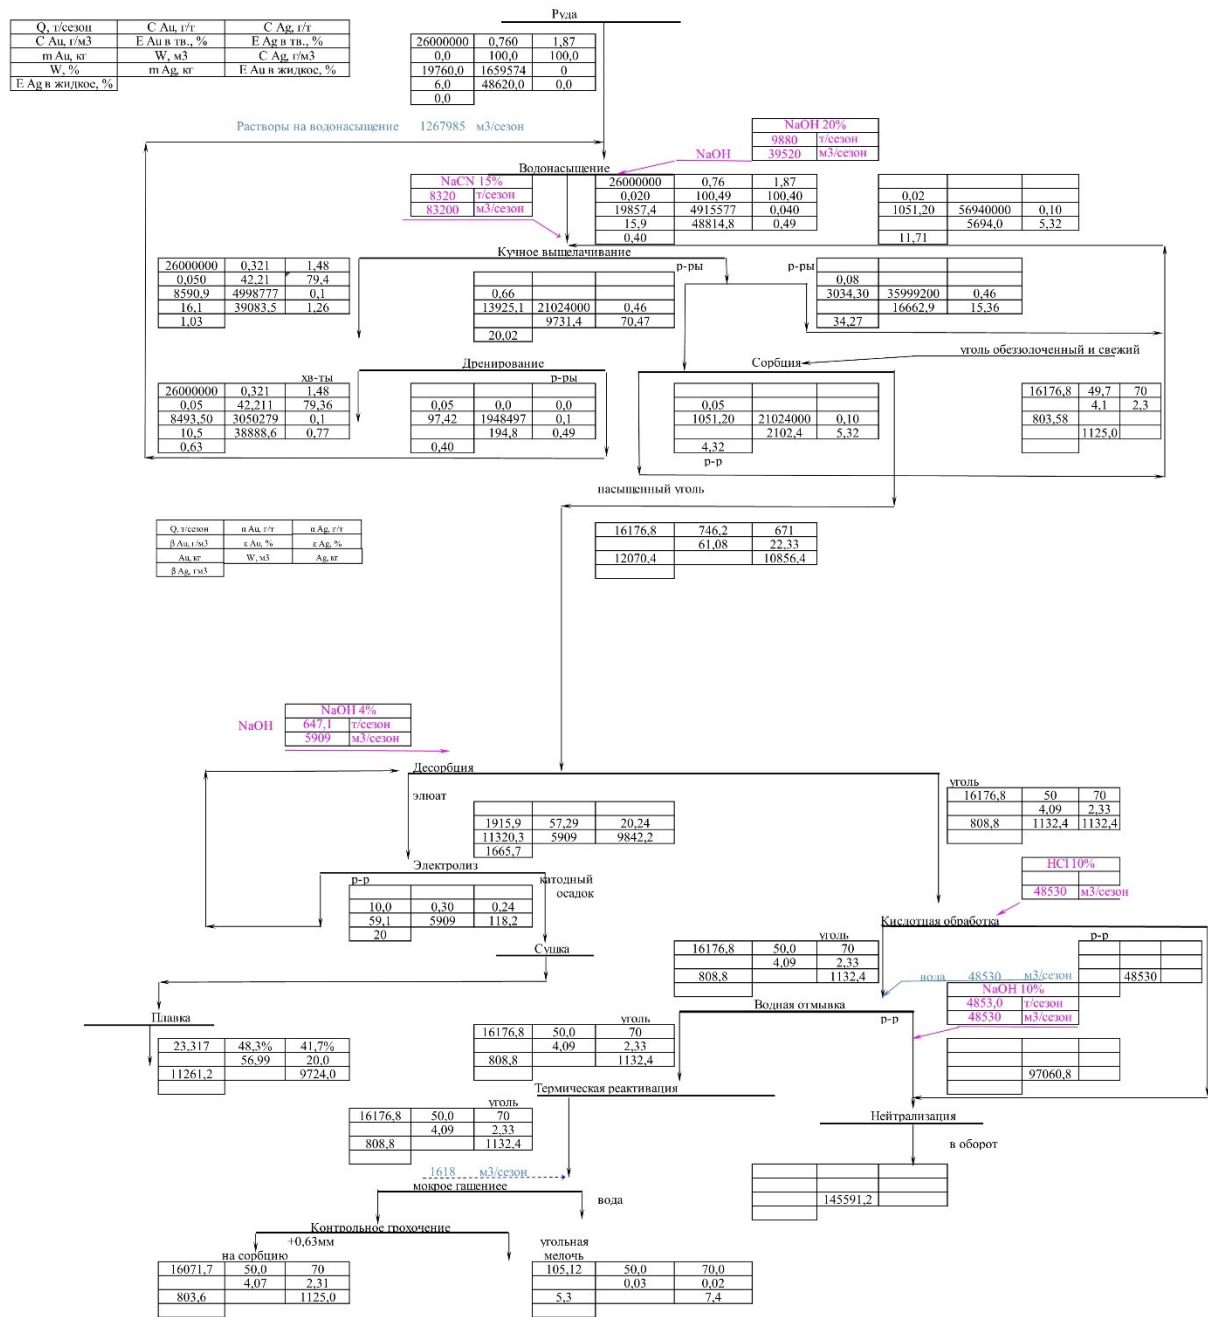 Руда
Q, т/сезон C Au, г/т C Ag, г/т
C Au, г/м3 E Au в тв., % E Ag в тв., %
m Au, кг W, м3 C Ag, г/м3
W, % m Ag, кг E Au в жидкое, %
E Ag в жидкос, %
26000000 0,760 1,87
0,0 100,0 100,0
19760,0 1659574 0
6,0 48620,0 0,0
0,0
Растворы на водонасыщение 1267985 м3/сезон
NaOH
NaOH 20%
9880 т/сезон
39520 м3/сезон
Водонасыщение
NaCN 15%
8320 т/сезон
83200 м3/сезон
26000000 0,76 1,87
0,020 100,49 100,40
19857,4 4915577 0,040
15,9 48814,8 0,49
0,40
0,02
1051,20 56940000 0,10
5694,0 5,32
11,71
Кучное выщелачивание
р-ры
р-ры
26000000 0,321 1,48
0,050 42,21 79,4
8590,9 4998777 0,1
16,1 39083,5 1,26
1,03
0,66
13925,1 21024000 0,46
9731,4 70,47
20,02
0,08
3034,30 35999200 0,46
16662,9 15,36
34,27
уголь обеззолоченный и свежий
Дренирование
Сорбция
хв-ты
р-ры
26000000 0,321 1,48
0,05 42,211 79,36
8493,50 3050279 0,1
10,5 38888,6 0,77
0,63
0,05 0,0 0,0
97,42 1948497 0,1
194,8 0,49
0,40
0,05
1051,20 21024000 0,10
2102,4 5,32
4,32
р-р
16176,8 49,7 70
4,1 2,3
803,58
1125,0
насыщенный уголь
Q, т/сезон α Au, г/т α Ag, г/т
β Au, г/м3 ε Au, % ε Ag, %
Au, кг W, м3 Ag, кг
β Ag, гм3
16176,8 746,2 671
61,08 22,33
12070,4 10856,4
NaOH
NaOH 4%
647,1 т/сезон
5909 м3/сезон
Десорбция
элюат
уголь
1915,9 57,29 20,24
11320,3 5909 9842,2
1665,7
16176,8 50 70
4,09 2,33
808,8 1132,4 1132,4
Электролиз
р-р
катодный
осадок
10,0 0,30 0,24
59,1 5909 118,2
20
HCl 10%
48530 м3/сезон
Кислотная обработка
уголь
р-р
Сушка
16176,8 50,0 70
4,09 2,33
808,8 1132,4
48530
вода 48530 м3/сезон
NaOH 10%
4853,0 т/сезон
48530 м3/сезон
Водная отмывка
р-р
Плавка
уголь
23,317 48,3% 41,7%
56,99 20,0
11261,2 9724,0
16176,8 50,0 70
4,09 2,33
808,8 1132,4
97060,8
Термическая реактивация
уголь
16176,8 50,0 70
4,09 2,33
808,8 1132,4
Нейтрализация
в оборот
145591,2
1618 м3/сезон
мокрое гашениее
вода
Контрольное грохочение
+0,63мм
на сорбцию
угольная
мелочь
16071,7 50,0 70
4,07 2,31
803,6 1125,0
105,12 50,0 70,0
0,03 0,02
5,3 7,4